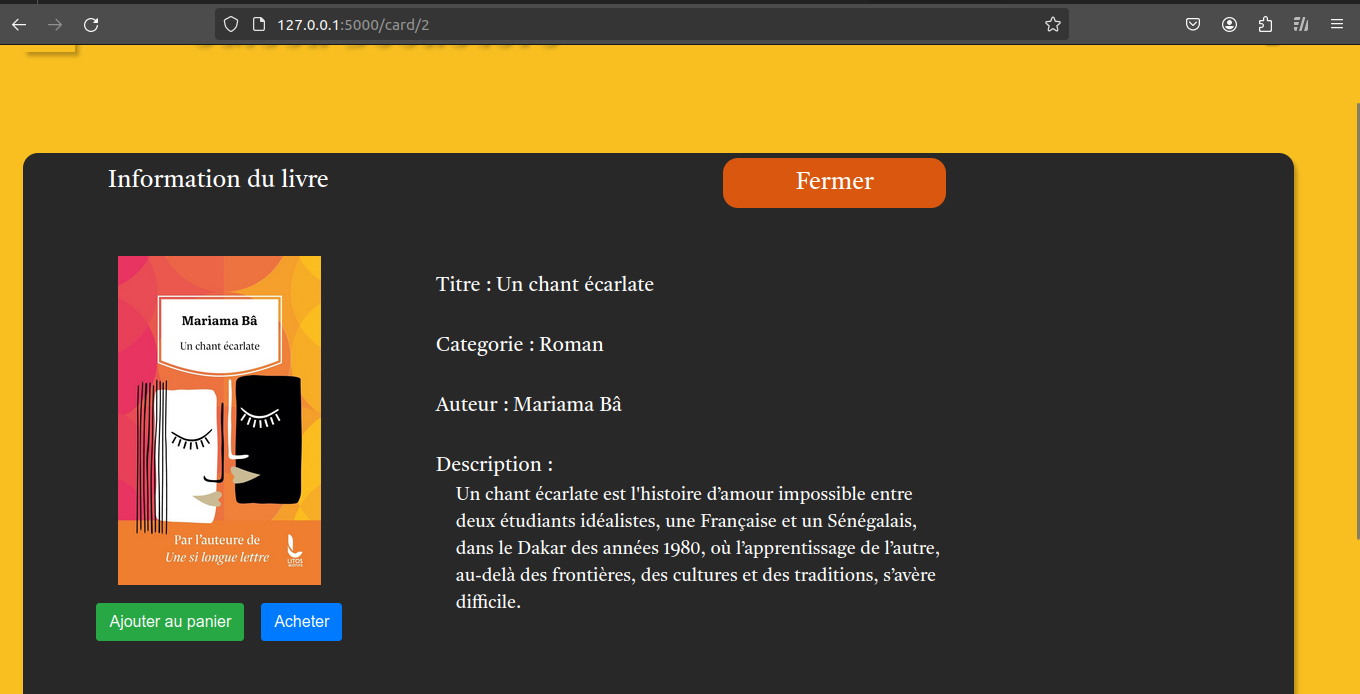 127.0.0.1:5000/card/2
Information du livre
Fermer
Mariama Bâ
Un chant écarlate
Par l'auteure de
Une si longue lettre
LITOS
Titre : Un chant écarlate
Categorie : Roman
Auteur : Mariama Bâ
Description :
Un chant écarlate est l'histoire d’amour impossible entre
deux étudiants idéalistes, une Française et un Sénégalais,
dans le Dakar des années 1980, où l’apprentissage de l’autre,
au-delà des frontières, des cultures et des traditions, s’avère
difficile.
Ajouter au panier
Acheter